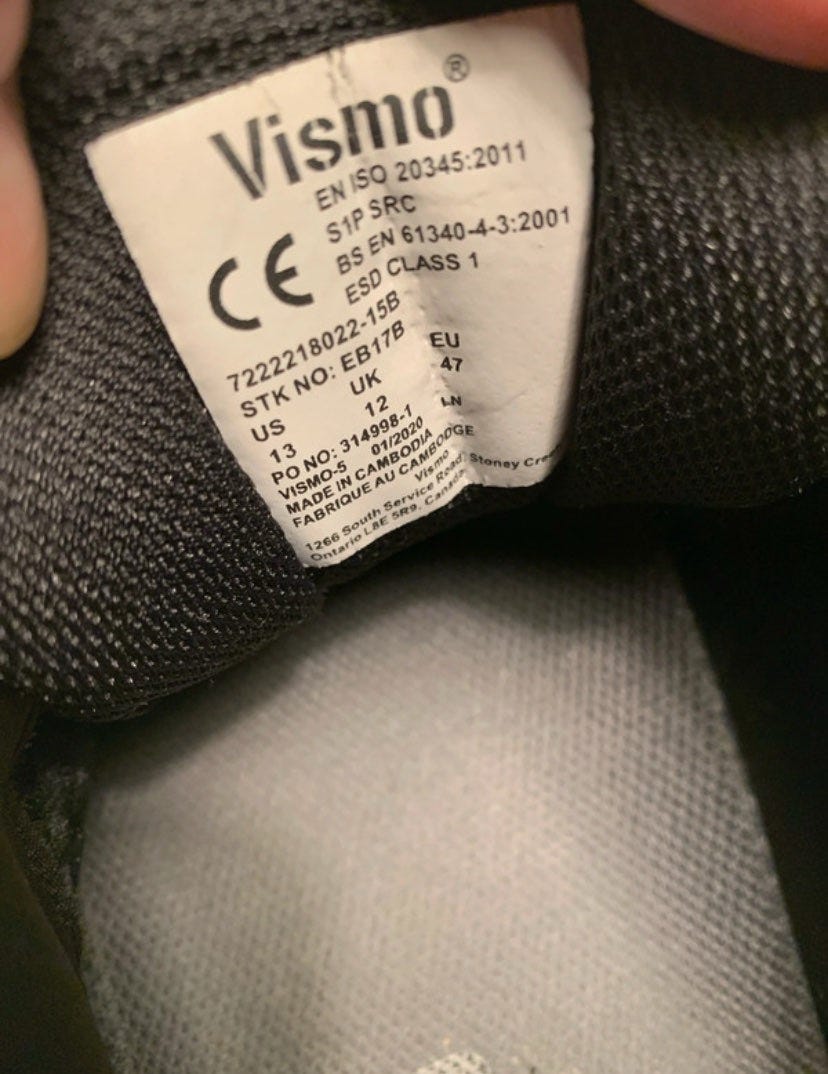 Vismo®
EN ISO 20345:2011
S1P SRC
CE
BS EN 61340-4-3:2001
ESD CLASS 1
7222218022-15B
STK NO: EB17B
US UK EU
13 12 47
PO NO: 314998-1 LN
VISMO-5 01/2020
MADE IN CAMBODIA
FABRIQUE AU CAMBODGE
Vismo
1266 South Service Road, Stoney
Ontario L8E 5R9, Canada